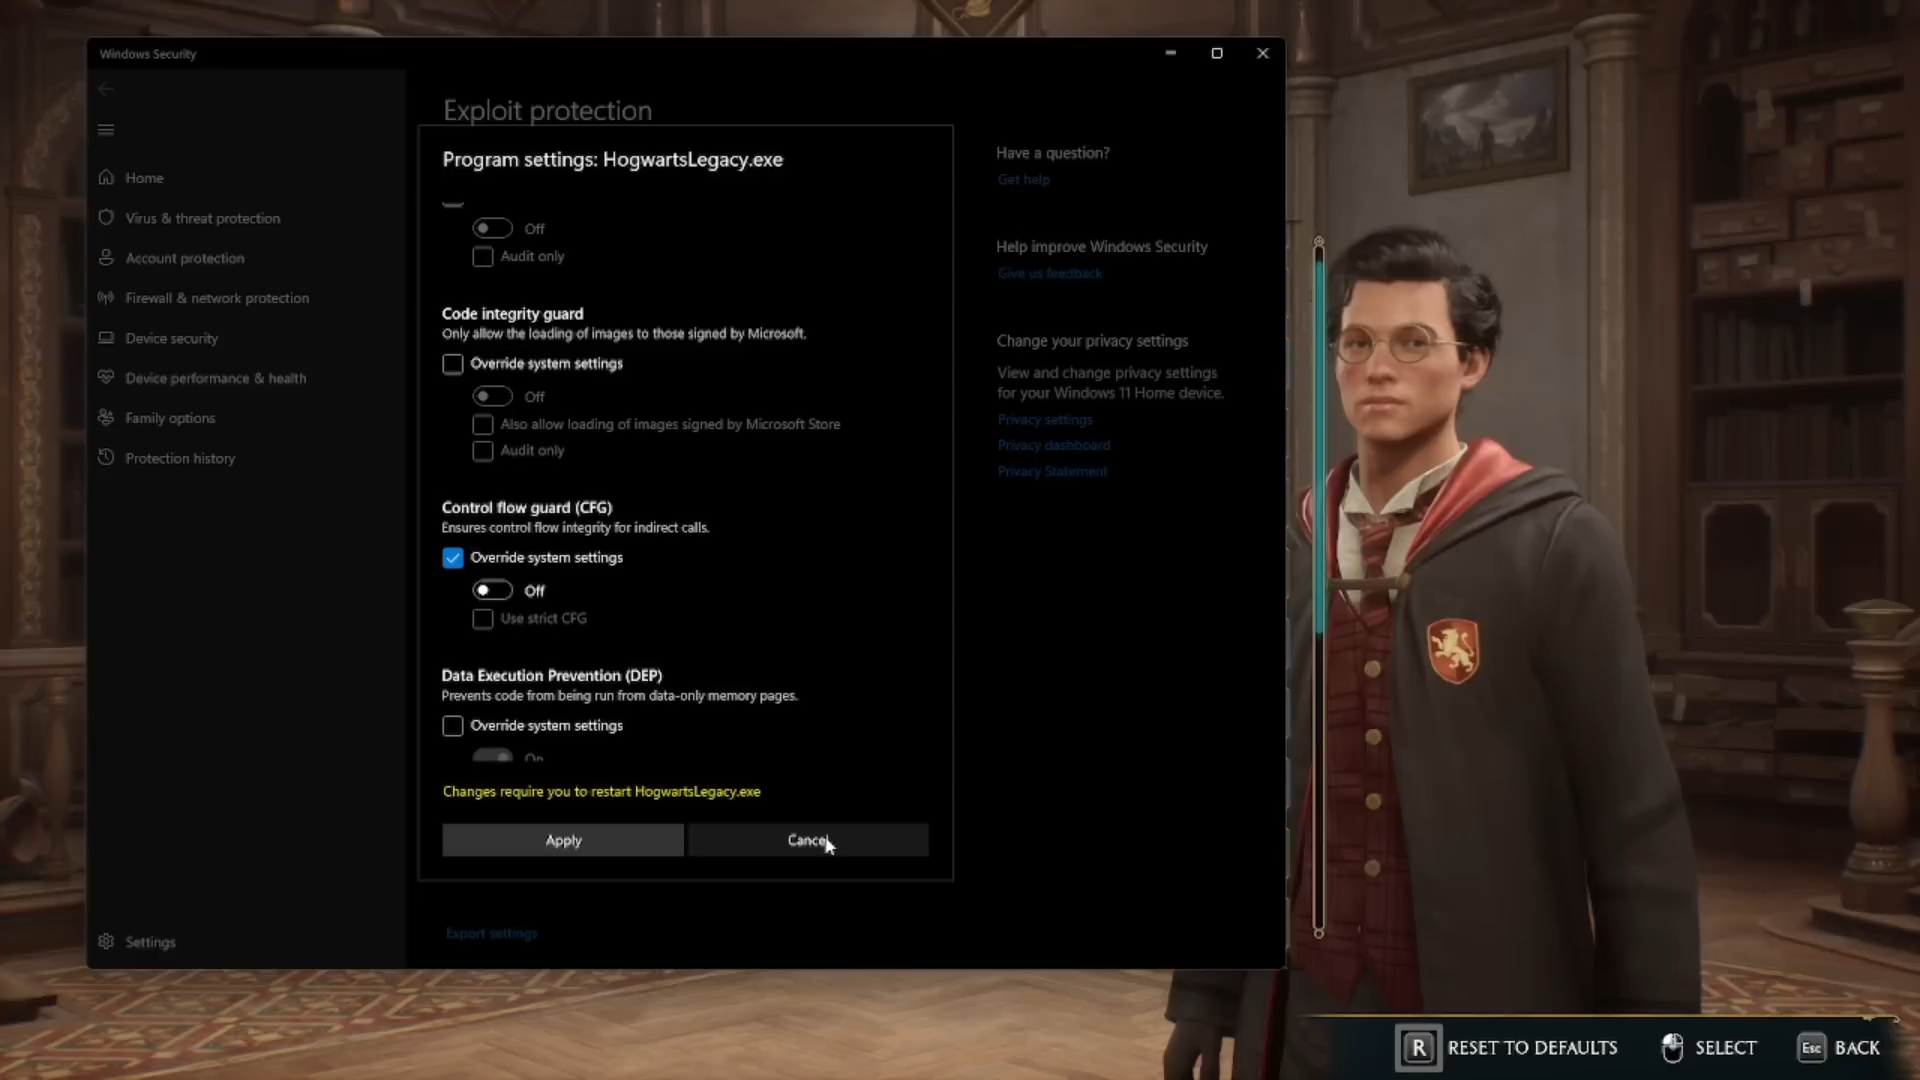 Windows Security
Exploit protection
Program settings: HogwartsLegacy.exe
Home
Virus & threat protection
Account protection
Firewall & network protection
Device security
Device performance & health
Family options
Protection history
Settings
Off
Audit only
Code integrity guard
Only allow the loading of images to those signed by Microsoft.
Override system settings
Off
Also allow loading of images signed by Microsoft Store
Audit only
Control flow guard (CFG)
Ensures control flow integrity for indirect calls.
Override system settings
Off
Use strict CFG
Data Execution Prevention (DEP)
Prevents code from being run from data-only memory pages.
Override system settings
On
Changes require you to restart HogwartsLegacy.exe
Apply
Cancel
Export settings
Have a question?
Get help
Help improve Windows Security
Give us feedback
Change your privacy settings
View and change privacy settings
for your Windows 11 Home device.
Privacy settings
Privacy dashboard
Privacy Statement
R RESET TO DEFAULTS
SELECT
Esc BACK